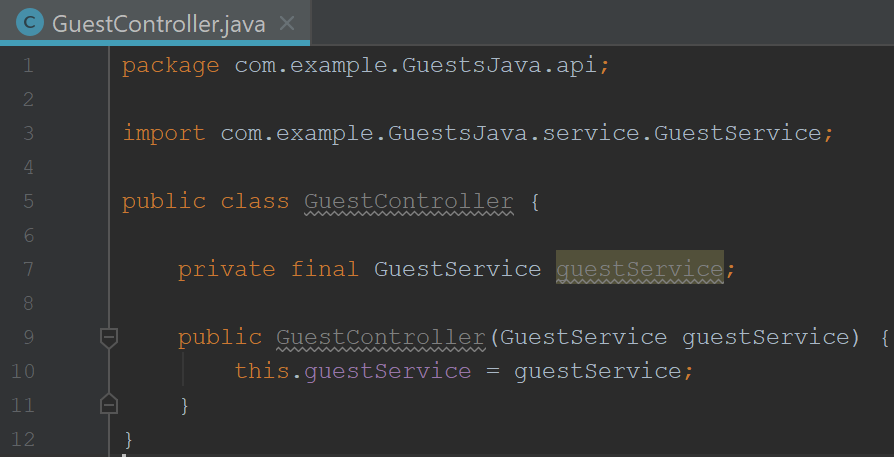 C GuestController.java ×
1 package com.example.GuestsJava.api;
2
3 import com.example.GuestsJava.service.GuestService;
4
5 public class GuestController {
6
7     private final GuestService guestService;
8
9     public GuestController(GuestService guestService) {
10         this.guestService = guestService;
11     }
12 }